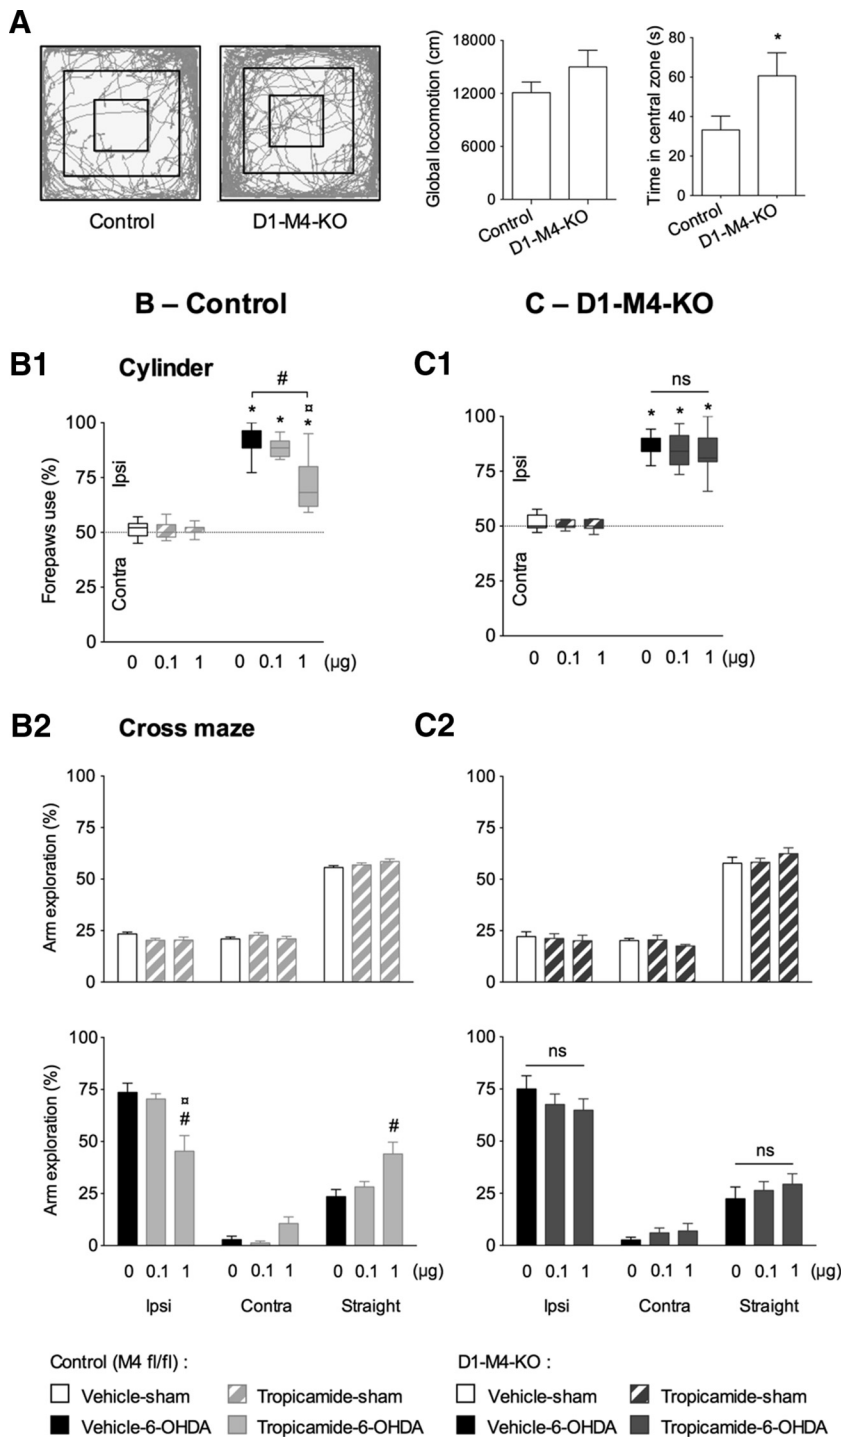 A
Control
D1-M4-KO
Global locomotion (cm)
18000
12000
6000
0
Control
D1-M4-KO
Time in central zone (s)
80
60
40
20
0
*
Control
D1-M4-KO
B – Control
C – D1-M4-KO
B1
Cylinder
Forepaws use (%)
Ipsi
Contra
100
75
50
25
0
#
* * ¤ *
0 0.1 1 0 0.1 1 (µg)
C1
Ipsi
Contra
100
75
50
25
0
ns
* * *
0 0.1 1 0 0.1 1 (µg)
B2
Cross maze
Arm exploration (%)
100
75
50
25
0
C2
Arm exploration (%)
100
75
50
25
0
Arm exploration (%)
100
75
50
25
0
¤
#
#
0 0.1 1 0 0.1 1 0 0.1 1 (µg)
Ipsi Contra Straight
Arm exploration (%)
100
75
50
25
0
ns
ns
0 0.1 1 0 0.1 1 0 0.1 1 (µg)
Ipsi Contra Straight
Control (M4 fl/fl) :
Vehicle-sham
Tropicamide-sham
Vehicle-6-OHDA
Tropicamide-6-OHDA
D1-M4-KO :
Vehicle-sham
Tropicamide-sham
Vehicle-6-OHDA
Tropicamide-6-OHDA